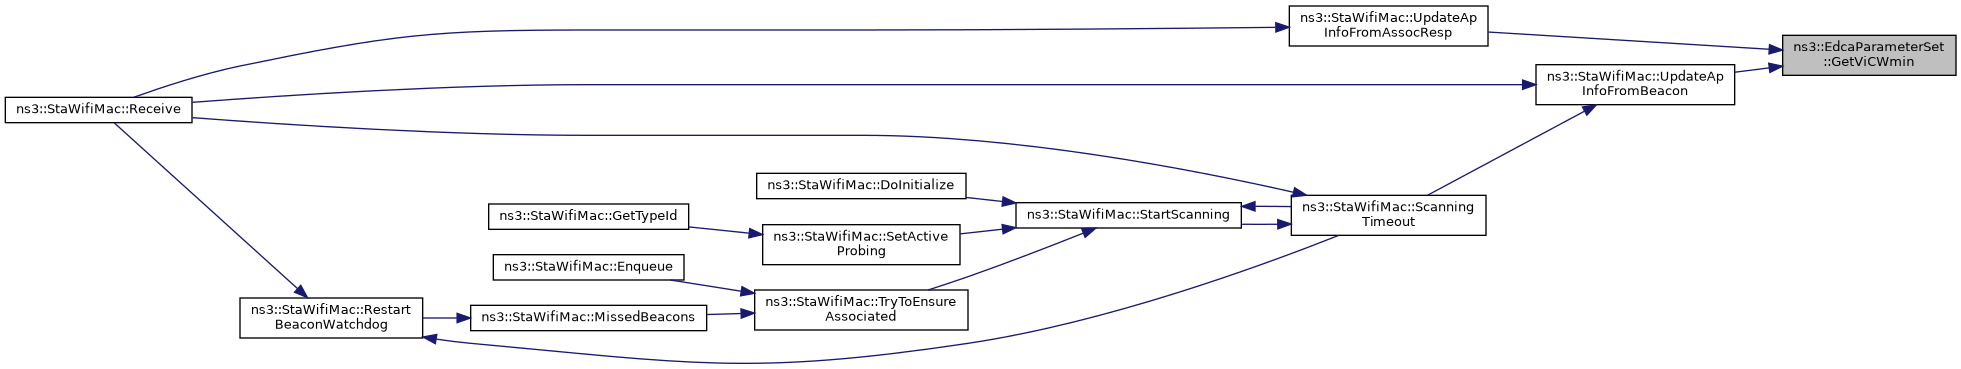 ns3::StaWifiMac::UpdateAp
InfoFromAssocResp
ns3::EdcaParameterSet
::GetViCWmin
ns3::StaWifiMac::UpdateAp
InfoFromBeacon
ns3::StaWifiMac::Receive
ns3::StaWifiMac::DoInitialize
ns3::StaWifiMac::GetTypeId
ns3::StaWifiMac::StartScanning
ns3::StaWifiMac::Scanning
Timeout
ns3::StaWifiMac::SetActive
Probing
ns3::StaWifiMac::Enqueue
ns3::StaWifiMac::TryToEnsure
Associated
ns3::StaWifiMac::Restart
BeaconWatchdog
ns3::StaWifiMac::MissedBeacons